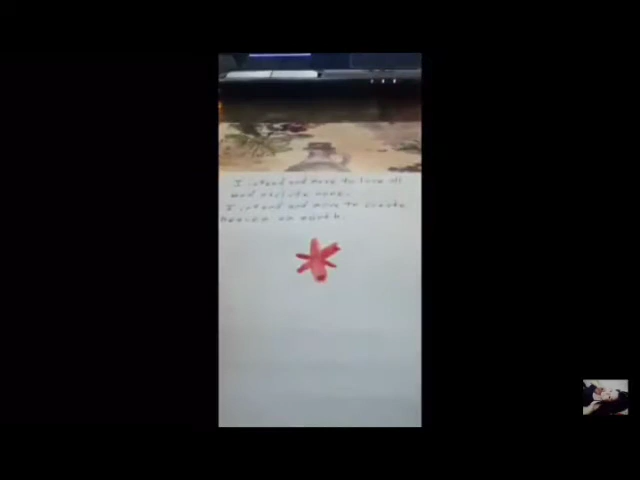 I intend and move to love all
and exclude none.
I intend and move to create
heaven on earth.